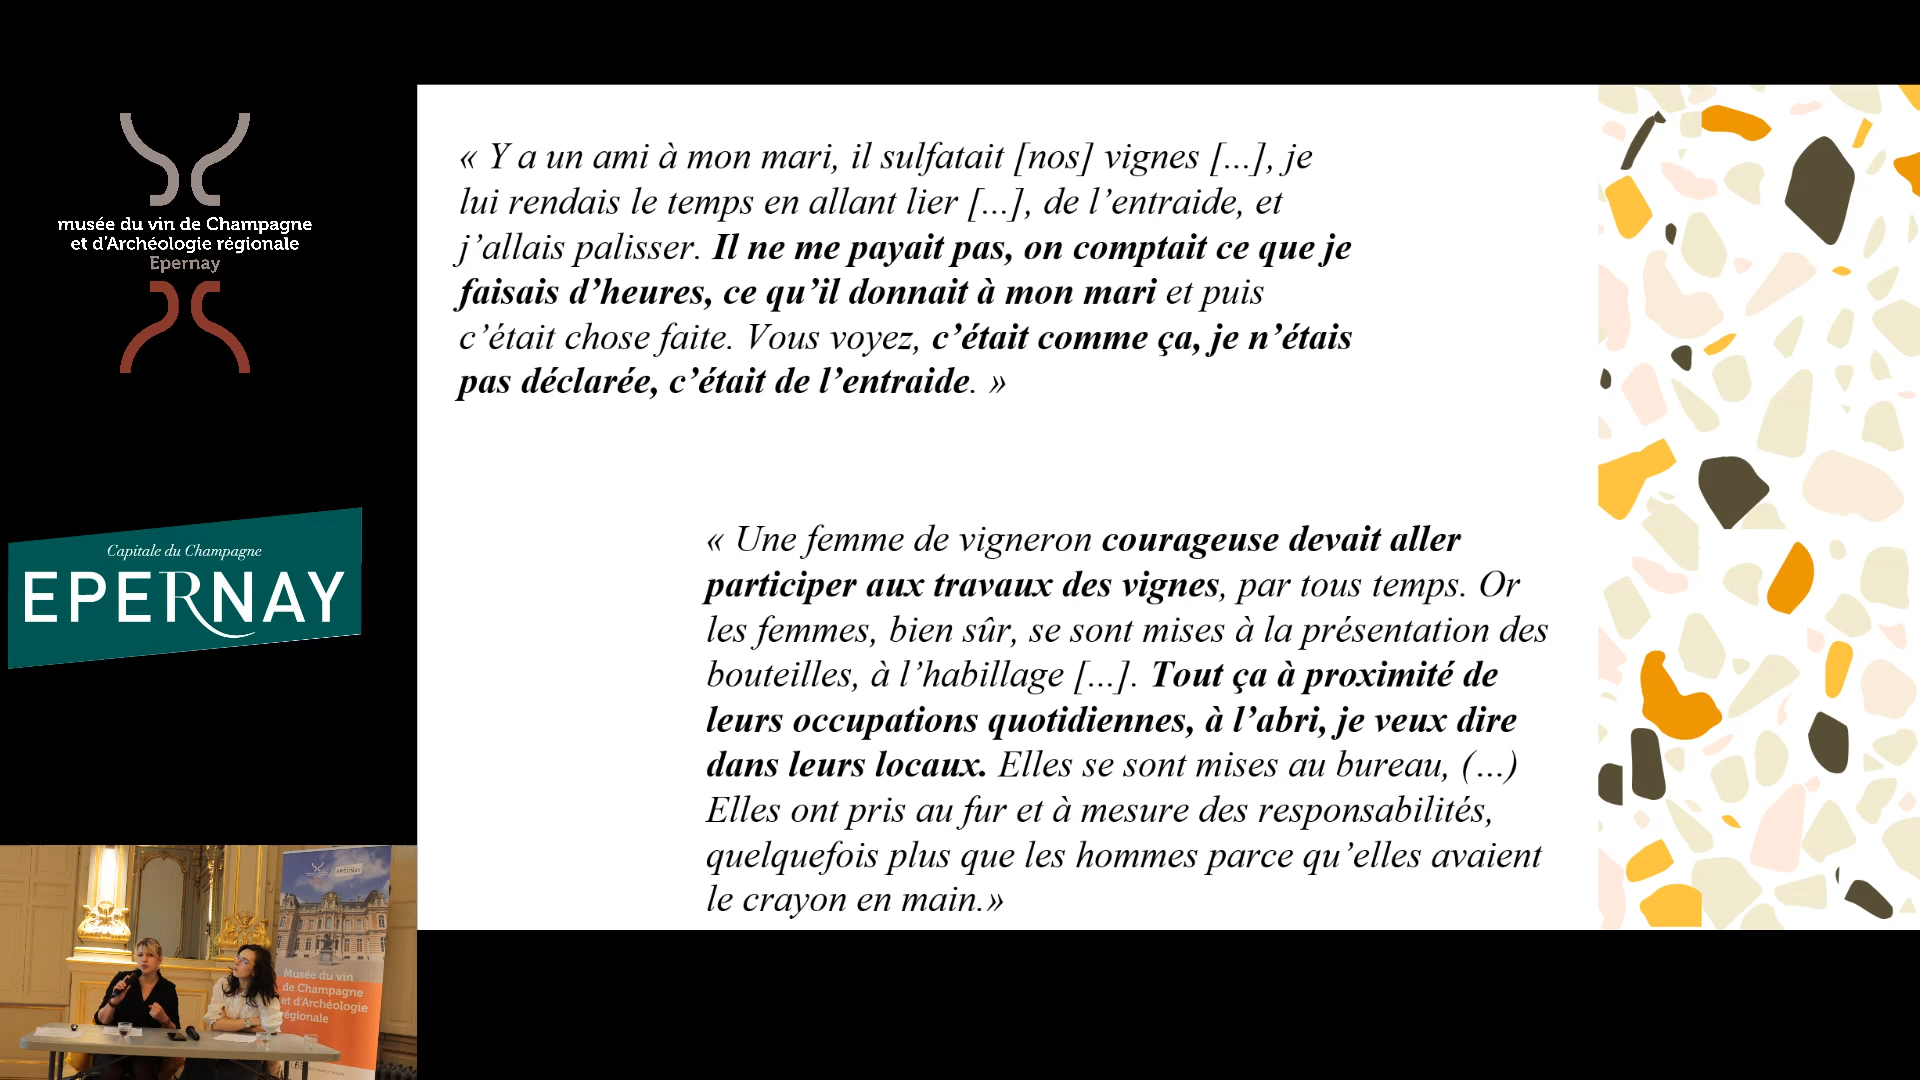 musée du vin de Champagne
et d'Archéologie régionale
Epernay
Capitale du Champagne
EPERNAY
« Y a un ami à mon mari, il sulfatait [nos] vignes [...], je
lui rendais le temps en allant lier [...], de l’entraide, et
j’allais palisser. Il ne me payait pas, on comptait ce que je
faisais d’heures, ce qu’il donnait à mon mari et puis
c’était chose faite. Vous voyez, c’était comme ça, je n’étais
pas déclarée, c’était de l’entraide. »
« Une femme de vigneron courageuse devait aller
participer aux travaux des vignes, par tous temps. Or
les femmes, bien sûr, se sont mises à la présentation des
bouteilles, à l’habillage [...]. Tout ça à proximité de
leurs occupations quotidiennes, à l’abri, je veux dire
dans leurs locaux. Elles se sont mises au bureau, (...)
Elles ont pris au fur et à mesure des responsabilités,
quelquefois plus que les hommes parce qu’elles avaient
le crayon en main.»
EPERNAY
Musée du vin
de Champagne
et d'Archéologie
régionale